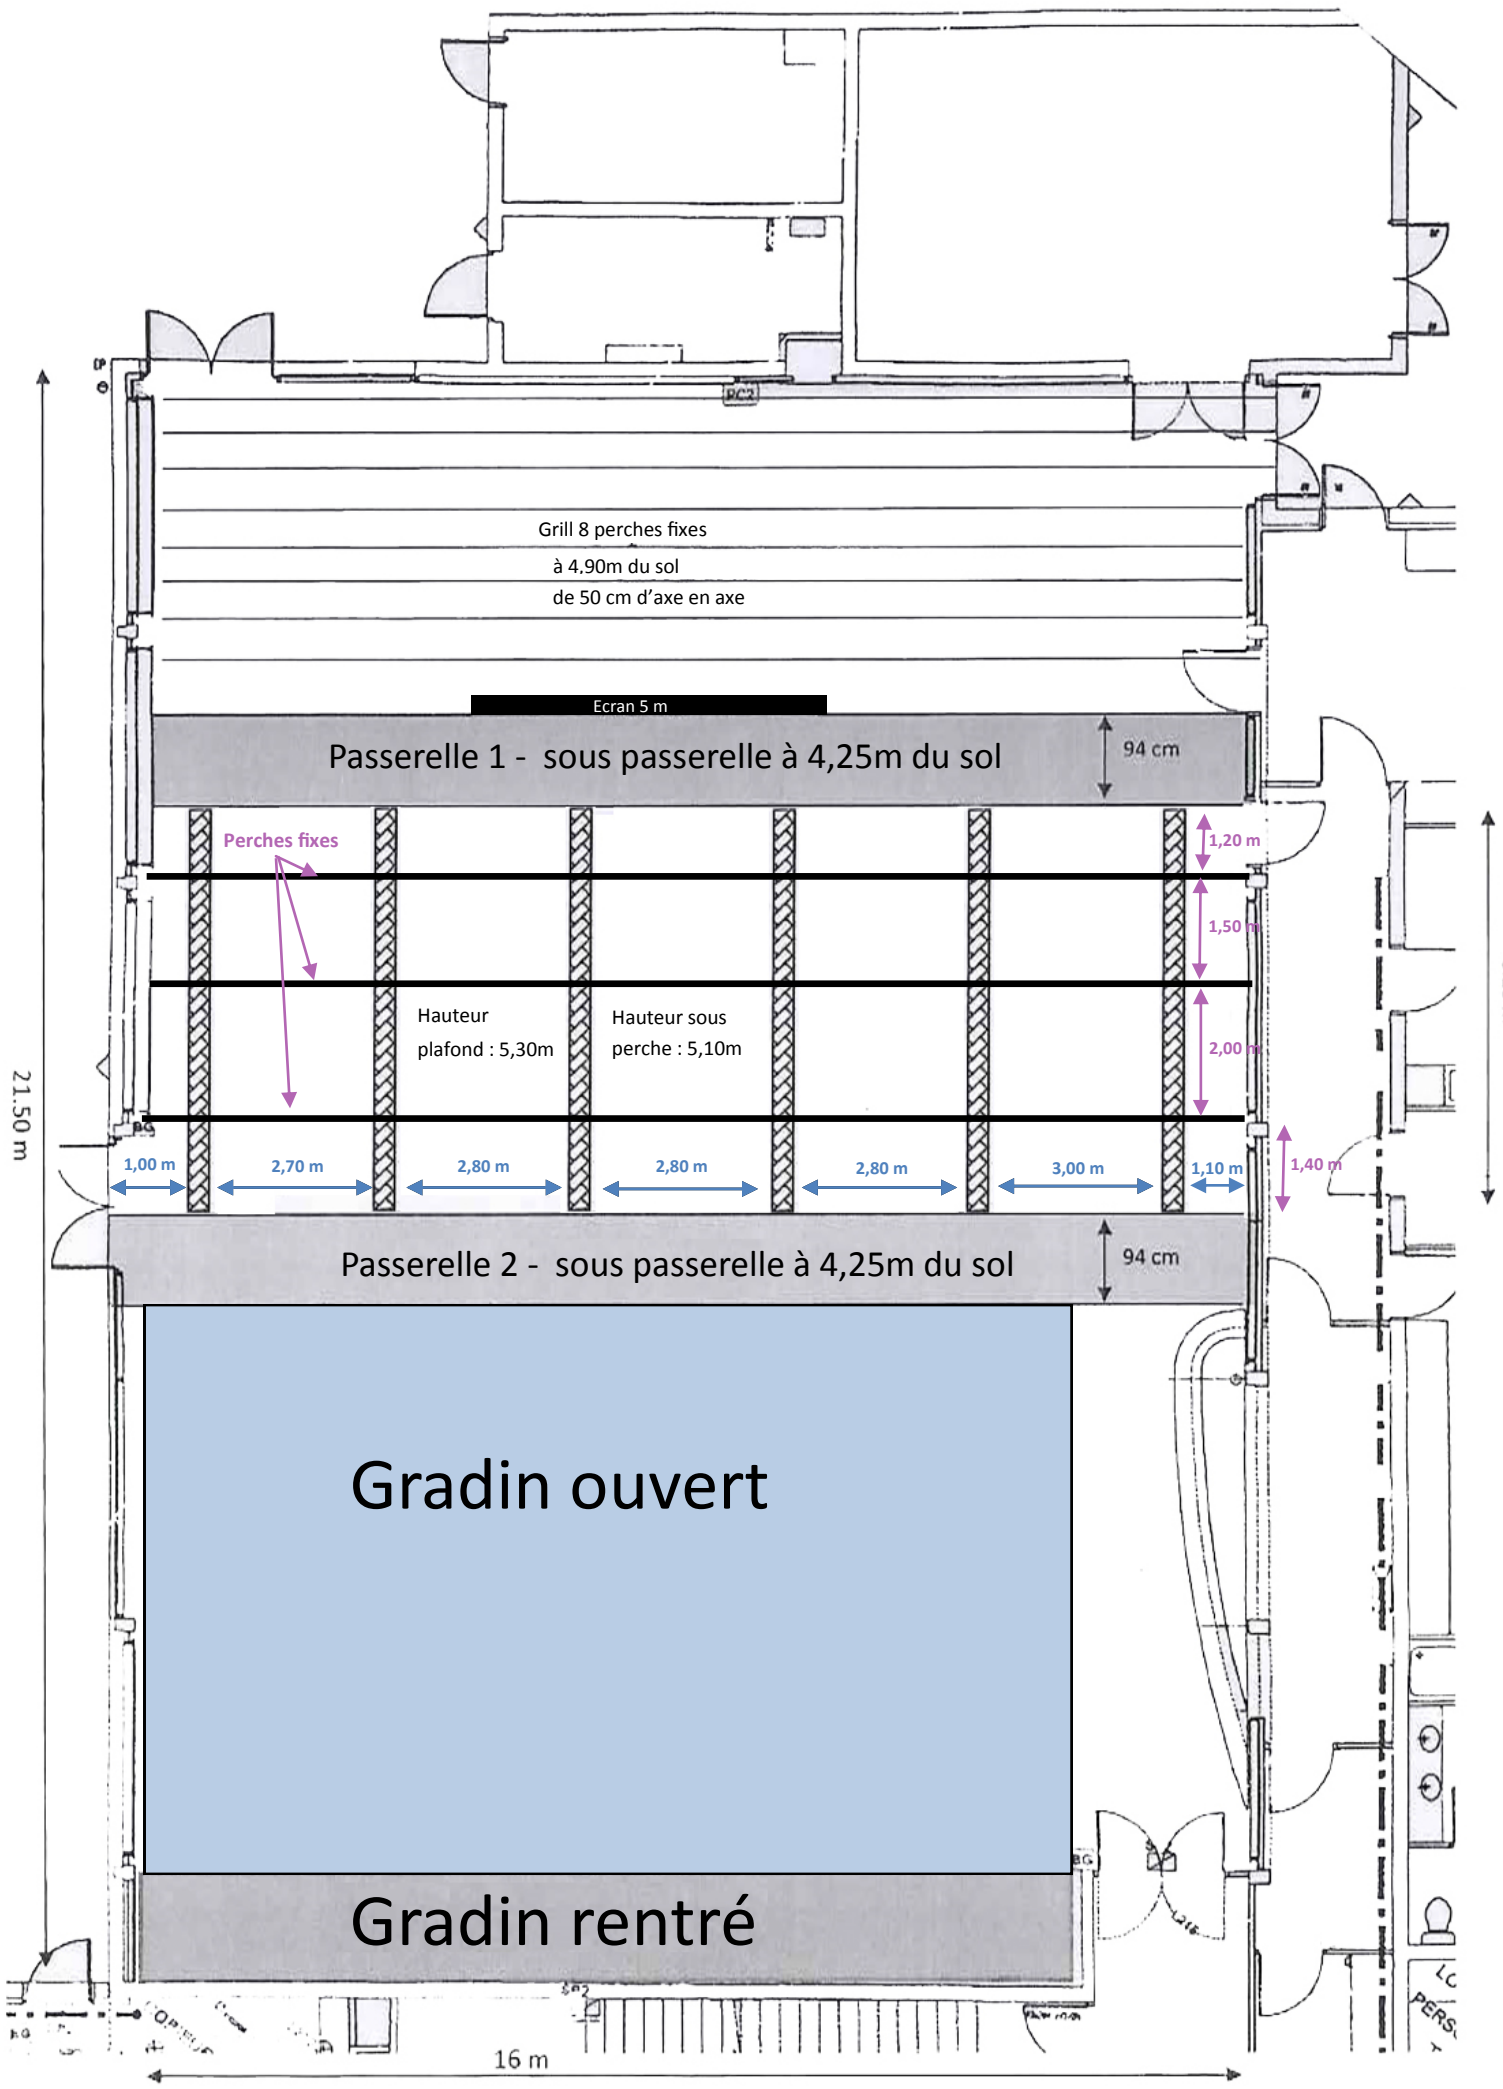 RC2
Grill 8 perches fixes
à 4.90m du sol
de 50 cm d'axe en axe
Ecran 5 m
Passerelle 1 - sous passerelle à 4,25m du sol
94 cm
Perches fixes
1,20 m
1,50 m
Hauteur
plafond : 5,30m
Hauteur sous
perche : 5,10m
2,00 m
21.50 m
1,00 m
2,70 m
2,80 m
2,80 m
2,80 m
3,00 m
1,10 m
1,40 m
Passerelle 2 - sous passerelle à 4,25m du sol
94 cm
Gradin ouvert
BG
Gradin rentré
16 m